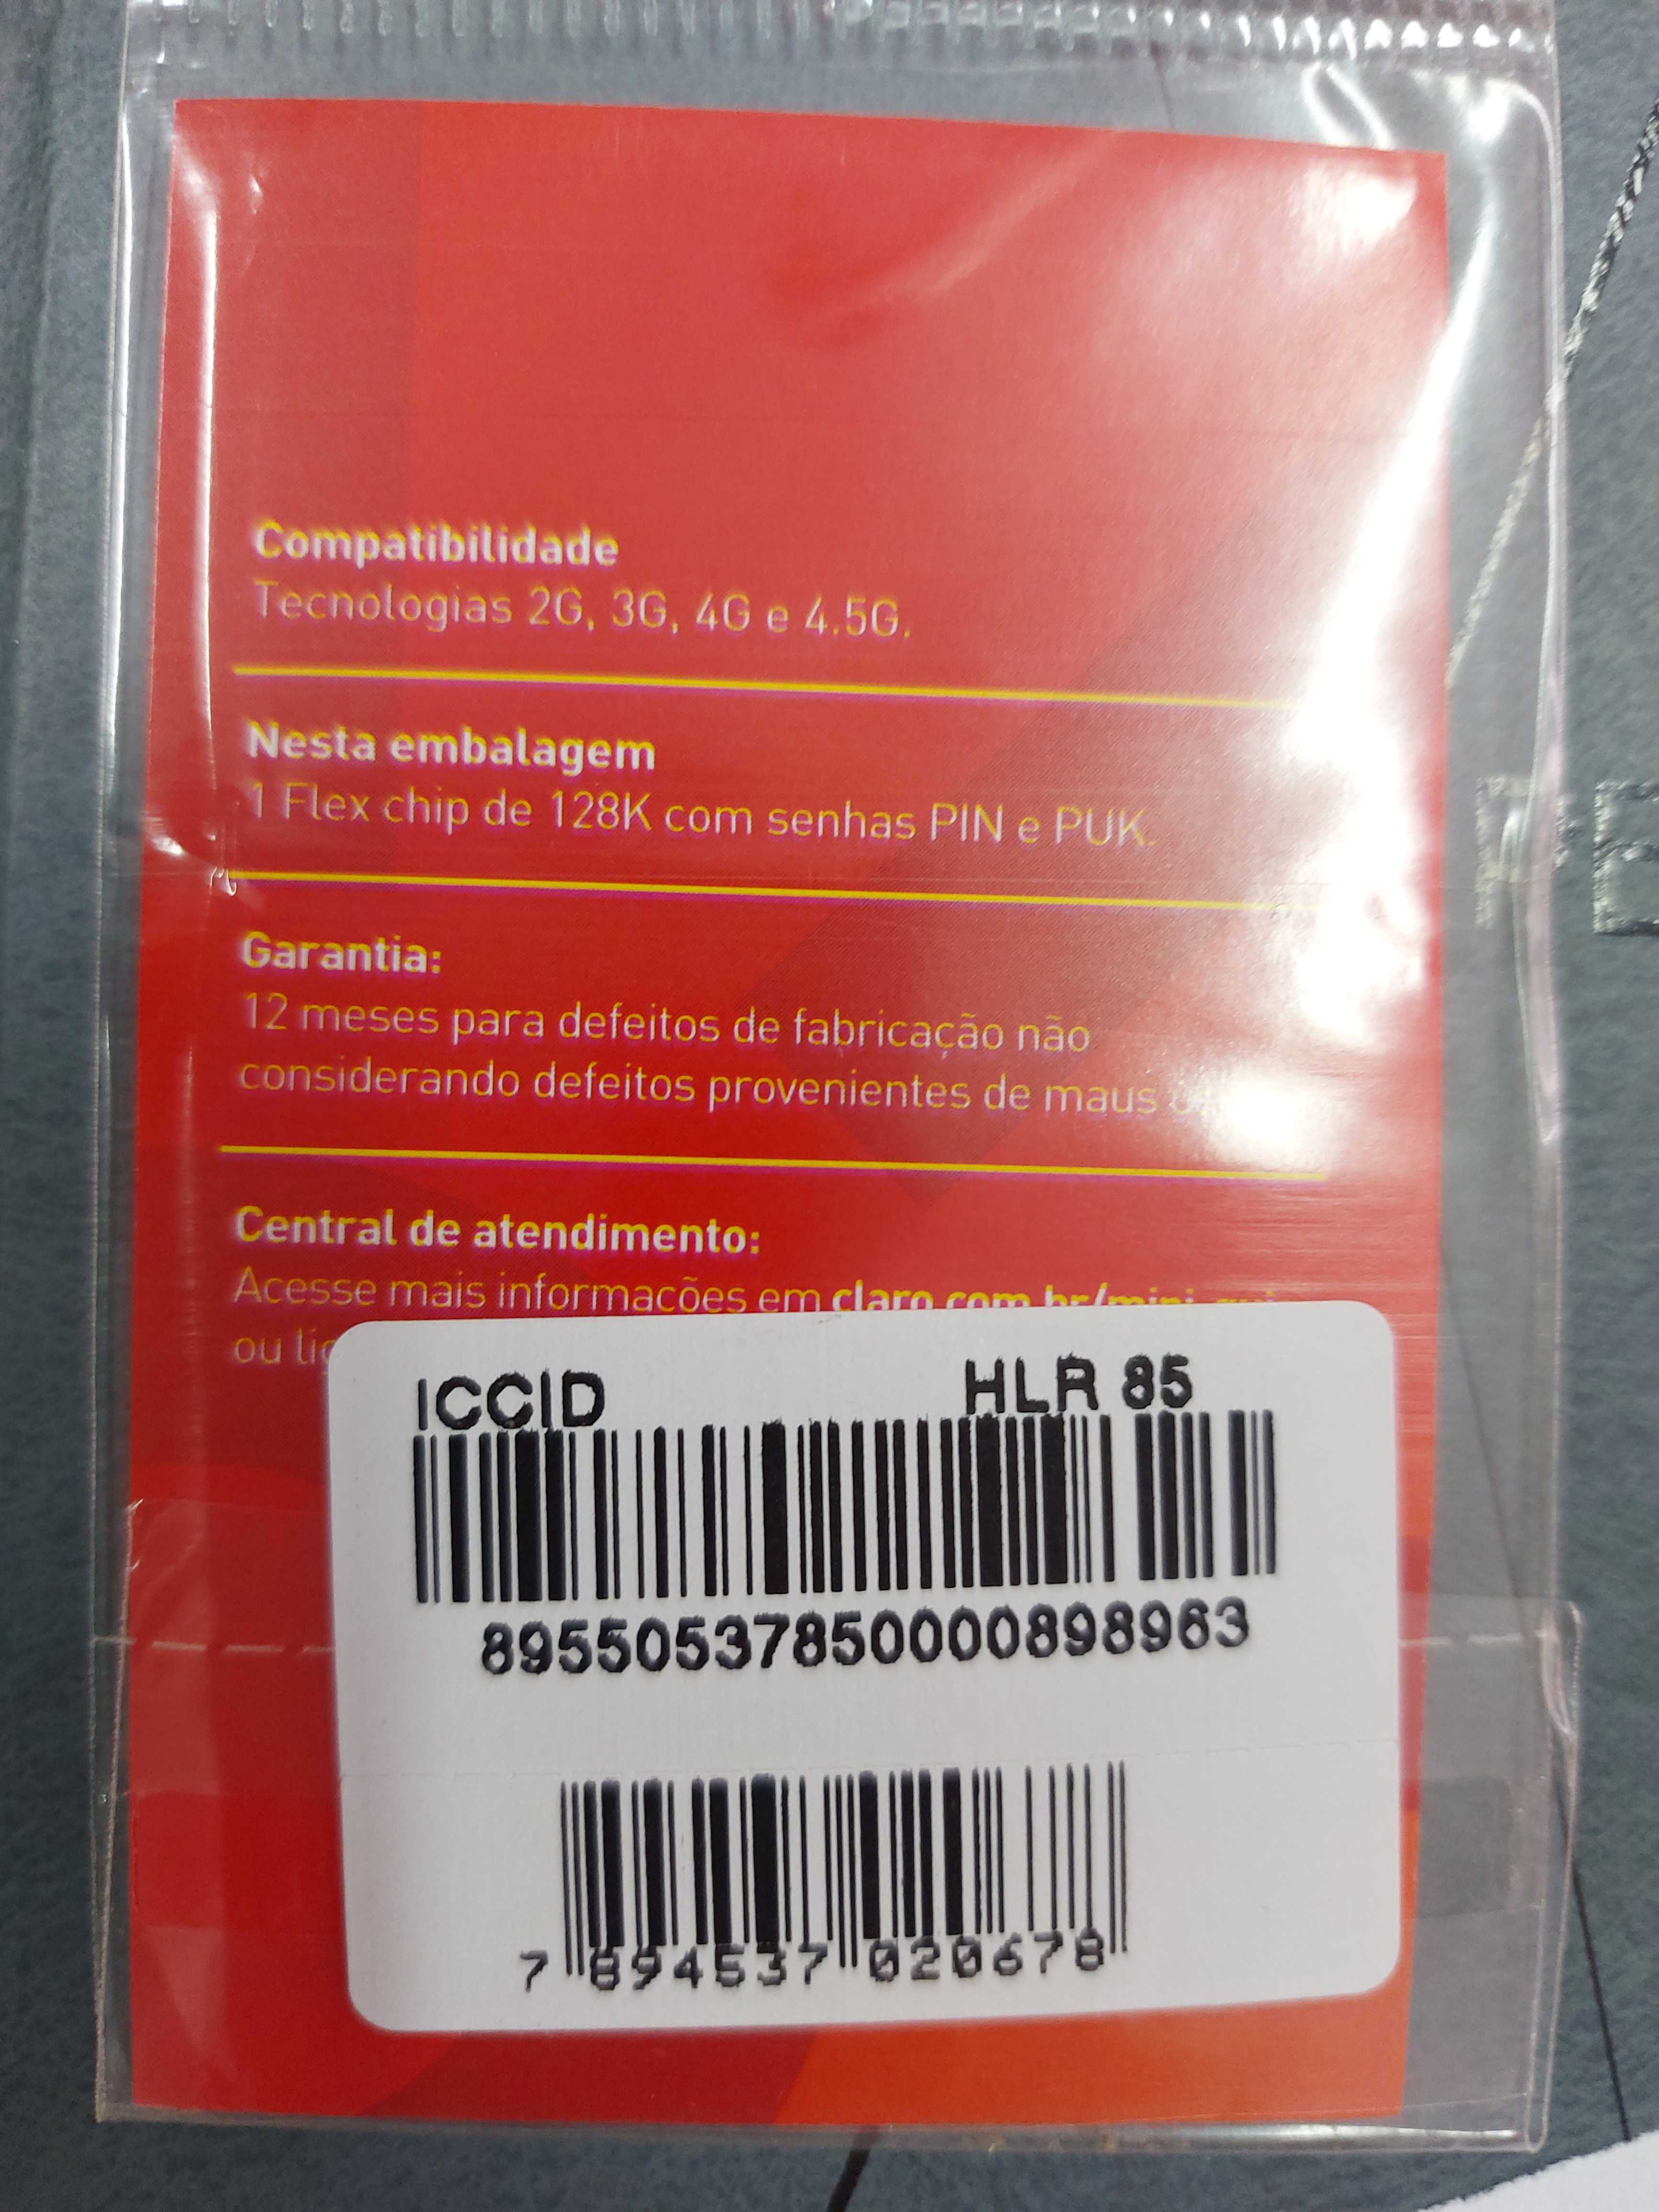 Compatibilidade
Tecnologias 2G, 3G, 4G e 4.5G.
Nesta embalagem
1 Flex chip de 128K com senhas PIN e PUK.
Garantia:
12 meses para defeitos de fabricação não
considerando defeitos provenientes de maus
Central de atendimento:
Acesse mais informações em claro.com.br/mini
ou
ICCID HLR 85
89550537850000898963
7 894537 020678